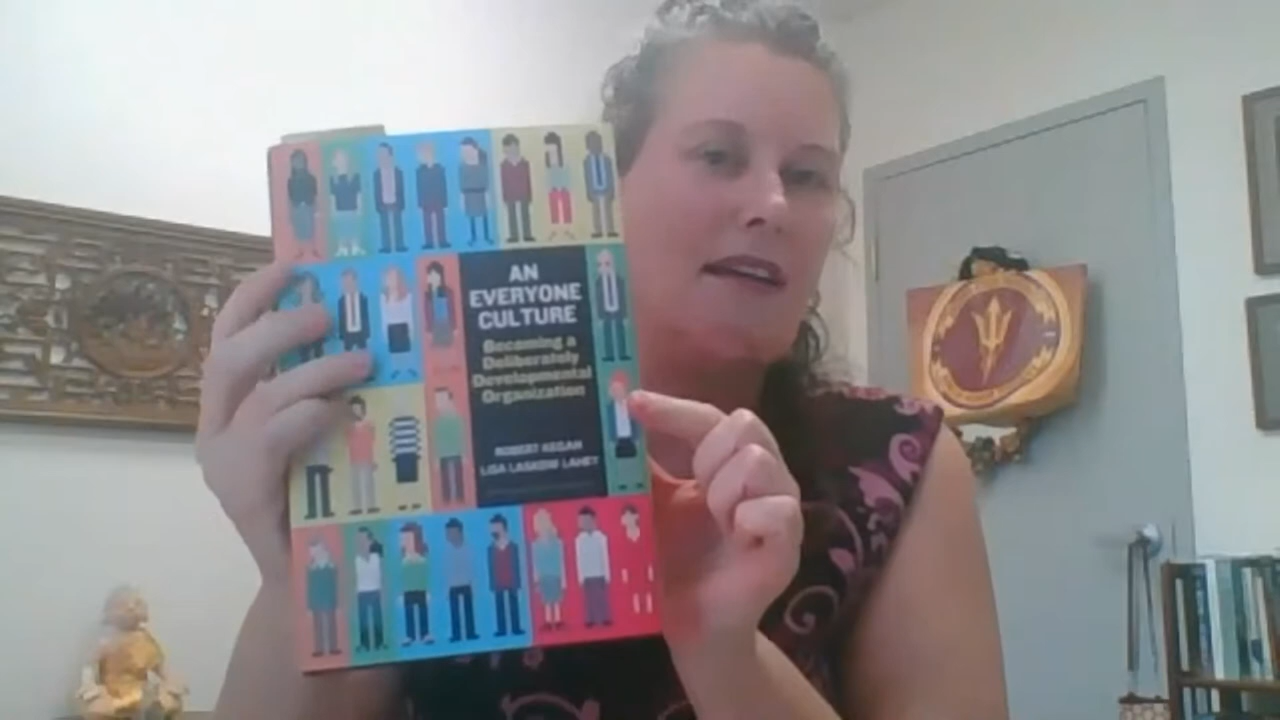 AN
EVERYONE
CULTURE
Becoming a
Deliberately
Developmental
Organization
ROBERT KEGAN
LISA LASKOW LAHEY